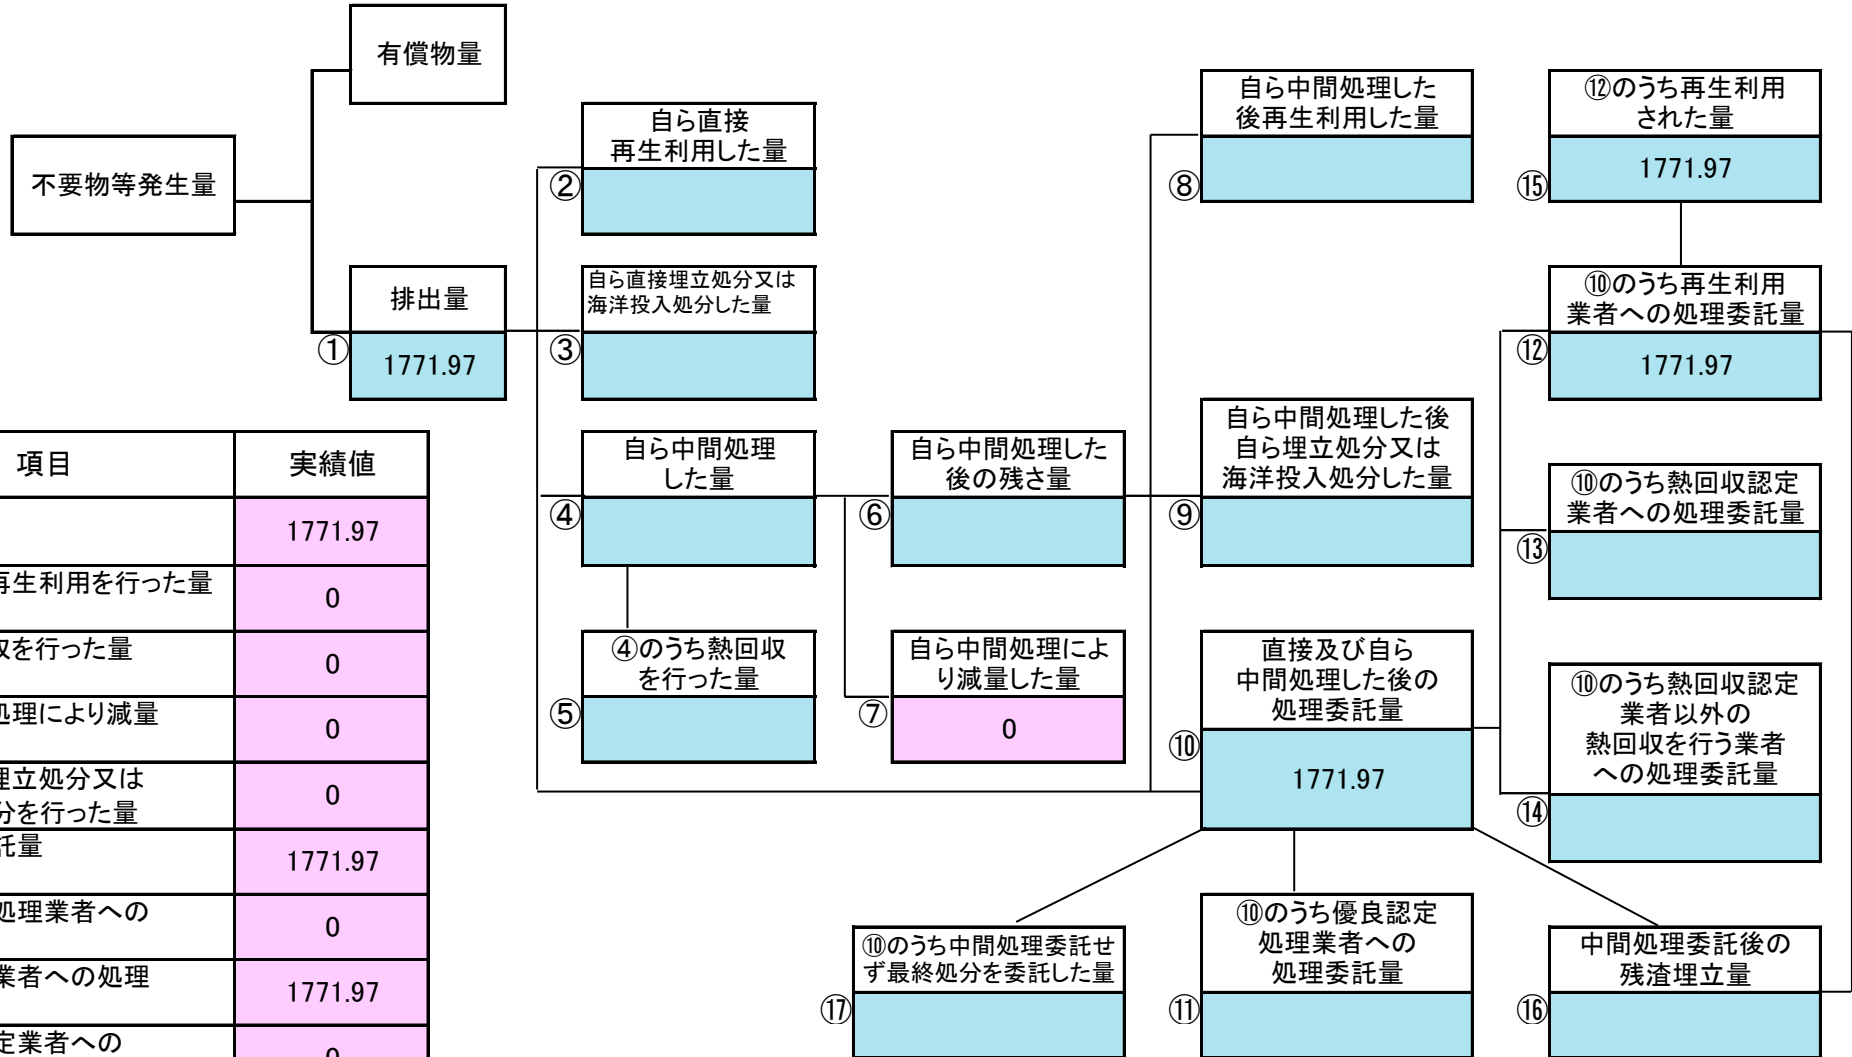 有償物量
不要物等発生量
排出量
①
1771.97
自ら直接
再生利用した量
②
自ら直接埋立処分又は
海洋投入処分した量
③
自ら中間処理
した量
④
④のうち熱回収
を行った量
⑤
自ら中間処理した
後の残さ量
⑥
自ら中間処理によ
り減量した量
⑦
0
自ら中間処理した
後再生利用した量
⑧
自ら中間処理した後
自ら埋立処分又は
海洋投入処分した量
⑨
直接及び自ら
中間処理した後の
処理委託量
⑩
1771.97
⑫のうち再生利用
された量
⑮
1771.97
⑩のうち再生利用
業者への処理委託量
⑫
1771.97
⑩のうち熱回収認定
業者への処理委託量
⑬
⑩のうち熱回収認定
業者以外の
熱回収を行う業者
への処理委託量
⑭
⑩のうち中間処理委託せ
ず最終処分を委託した量
⑰
⑩のうち優良認定
処理業者への
処理委託量
⑪
中間処理委託後の
残渣埋立量
⑯
項目
実績値
1771.97
再生利用を行った量
0
収を行った量
0
処理により減量
0
埋立処分又は
分を行った量
0
託量
1771.97
処理業者への
0
業者への処理
1771.97
定業者への
0